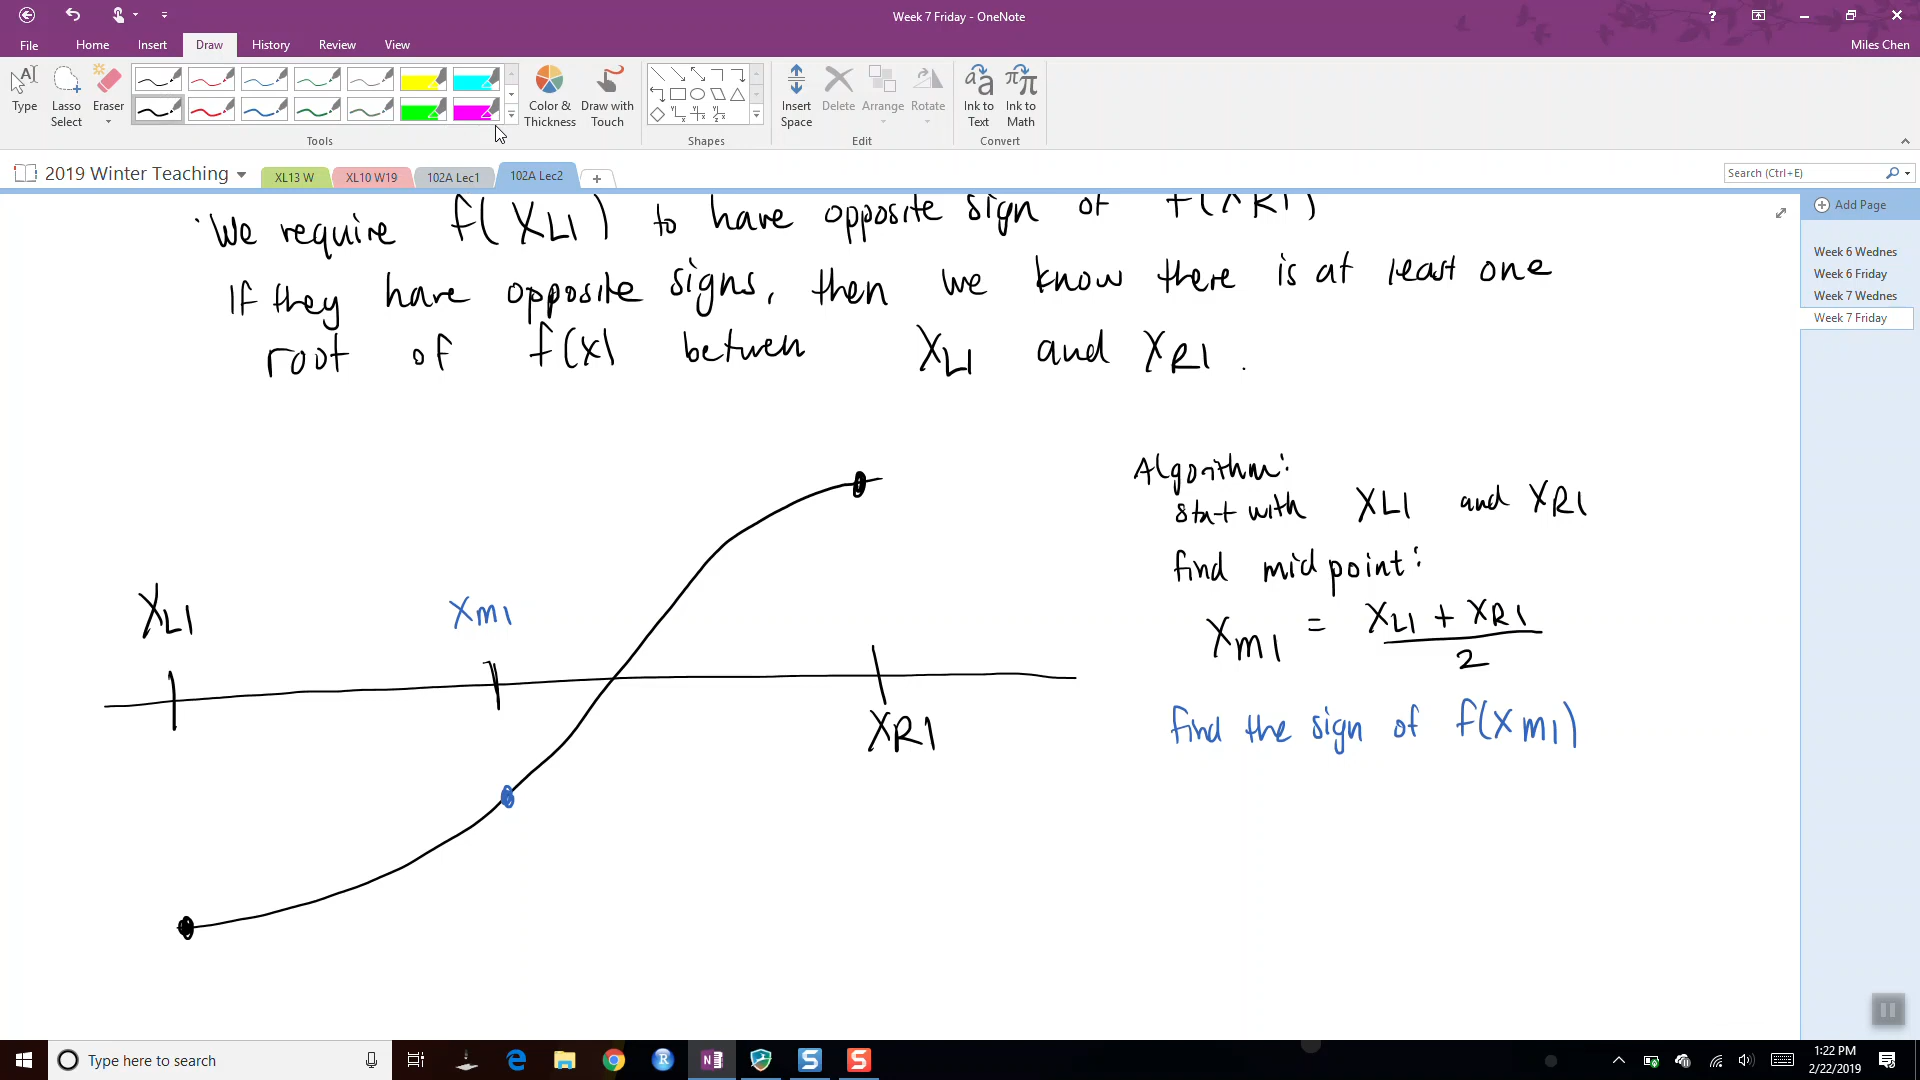 Week 7 Friday - OneNote
File Home Insert Draw History Review View
Miles Chen
Type Lasso Select Eraser
Color & Thickness Draw with Touch
Insert Space Delete Arrange Rotate
Ink to Text Ink to Math
Tools Shapes Edit Convert
2019 Winter Teaching
XL13 W XL10 W19 102A Lec1 102A Lec2
Search (Ctrl+E)
Add Page
Week 6 Wednes
Week 6 Friday
Week 7 Wednes
Week 7 Friday
· We require f(XL1) to have opposite sign of f(XR1)
If they have opposite signs, then we know there is at least one
root of f(x) between XL1 and XR1 .
Algorithm:
start with XL1 and XR1
find midpoint:
Xm1 = XL1 + XR1
2
find the sign of f(Xm1)
XL1
Xm1
XR1
Type here to search
1:22 PM
2/22/2019